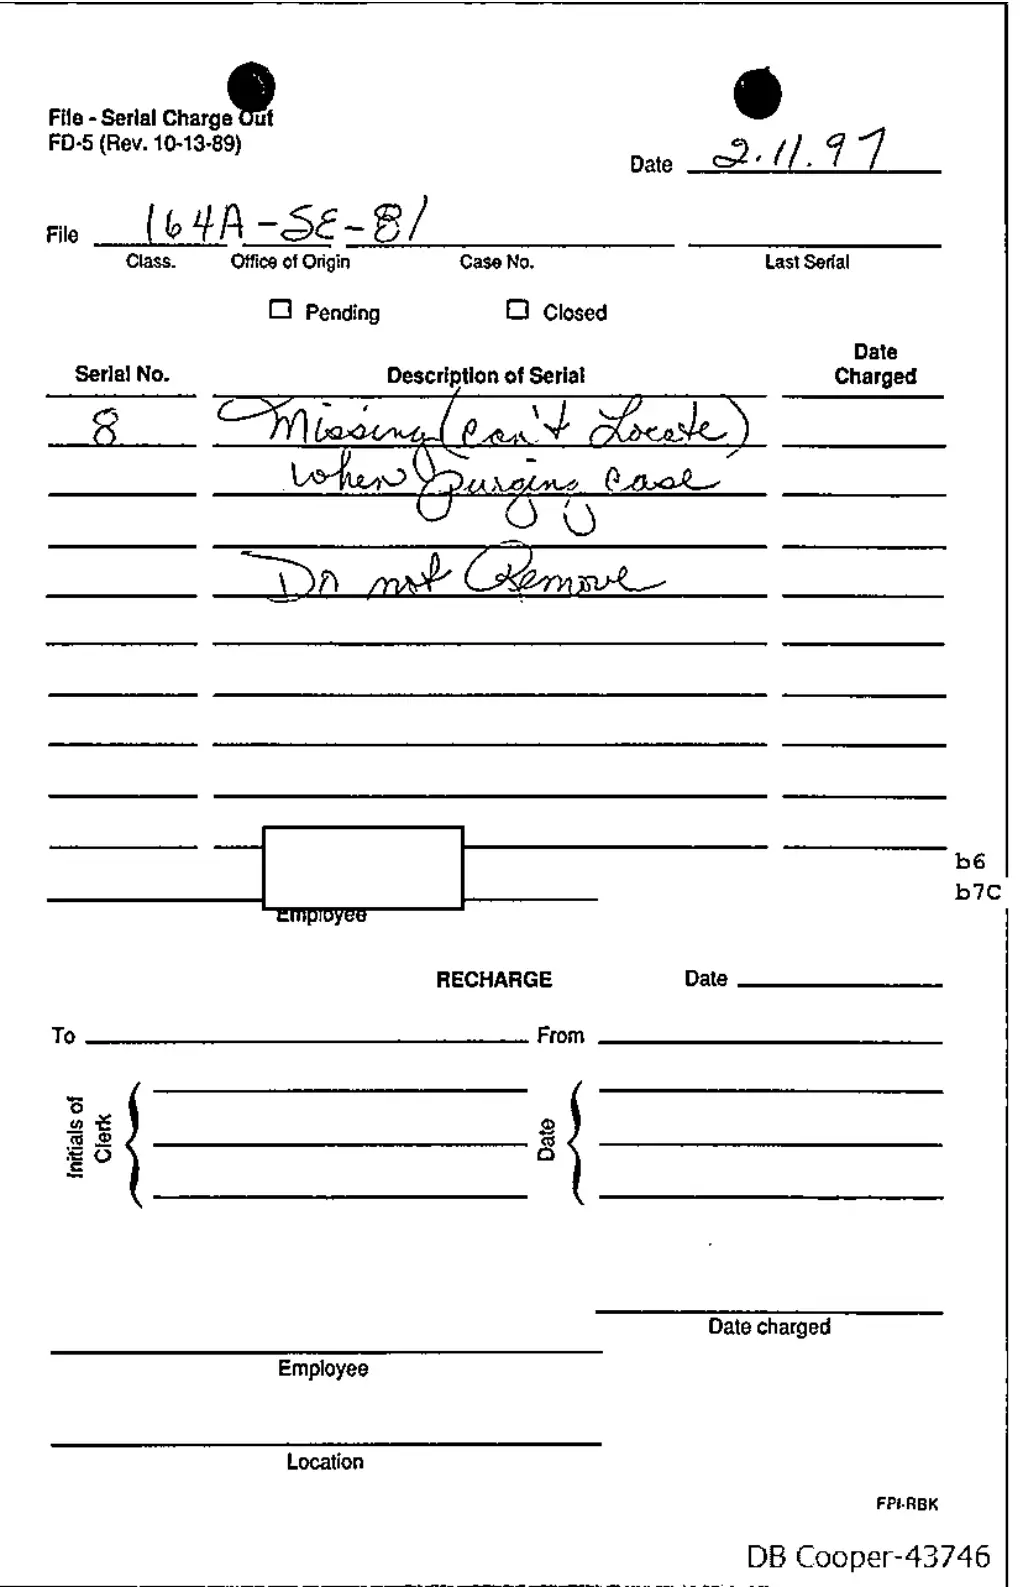 File - Serial Charge Out
FD-5 (Rev. 10-13-89)
Date 2.11.97
File 164A-SE-81
Class. Office of Origin Case No. Last Serial
☐ Pending ☐ Closed
Serial No. Description of Serial Date Charged
8 Missing (can't Locate)
when purging case
Do not Remove
b6
b7C
Employee
RECHARGE Date
To From
Initials of Clerk Date
Date charged
Employee
Location
FPI-RBK
DB Cooper-43746